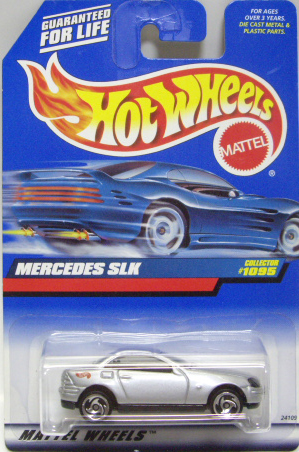 GUARANTEED
FOR LIFE
FOR AGES
OVER 3 YEARS.
DIE CAST METAL &
PLASTIC PARTS.
HOT WHEELS
MATTEL
®
MERCEDES SLK
COLLECTOR
#1095
24109
MATTEL WHEELS™